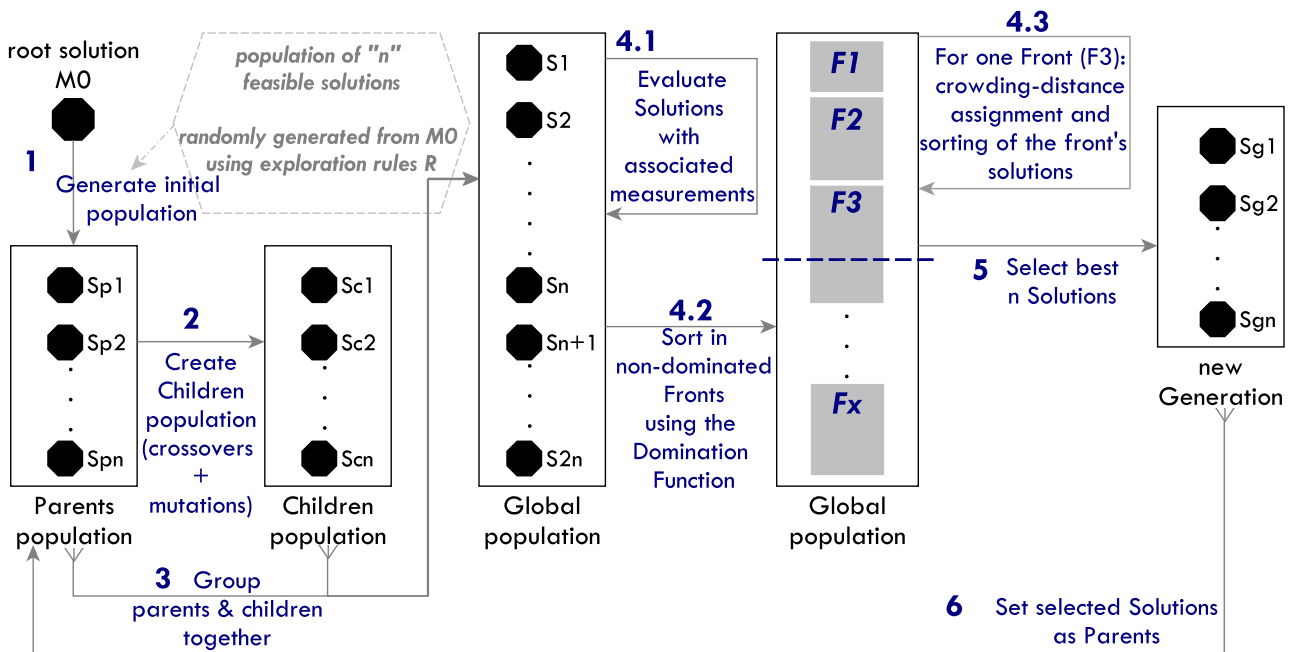 root solution
M0
1
Generate initial
population
population of "n"
feasible solutions
randomly generated from M0
using exploration rules R
Sp1
Sp2
Spn
Parents
population
2
Create
Children
population
(crossovers
+
mutations)
Sc1
Sc2
Scn
Children
population
3 Group
parents & children
together
S1
S2
Sn
Sn+1
S2n
Global
population
4.1
Evaluate
Solutions
with
associated
measurements
4.2
Sort in
non-dominated
Fronts
using the
Domination
Function
F1
F2
F3
Fx
Global
population
4.3
For one Front (F3):
crowding-distance
assignment and
sorting of the front's
solutions
5 Select best
n Solutions
Sg1
Sg2
Sgn
new
Generation
6 Set selected Solutions
as Parents